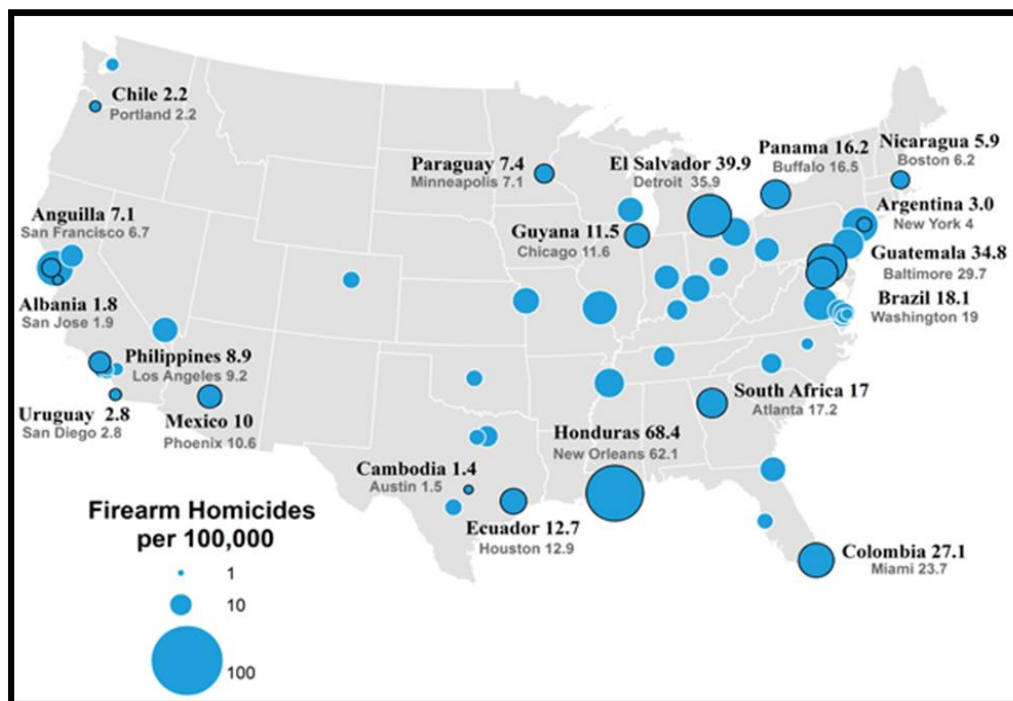 Chile 2.2
Portland 2.2
Paraguay 7.4
Minneapolis 7.1
El Salvador 39.9
Detroit 35.9
Panama 16.2
Buffalo 16.5
Nicaragua 5.9
Boston 6.2
Anguilla 7.1
San Francisco 6.7
Guyana 11.5
Chicago 11.6
Argentina 3.0
New York 4
Guatemala 34.8
Baltimore 29.7
Albania 1.8
San Jose 1.9
Brazil 18.1
Washington 19
Philippines 8.9
Los Angeles 9.2
Uruguay 2.8
San Diego 2.8
Mexico 10
Phoenix 10.6
South Africa 17
Atlanta 17.2
Honduras 68.4
New Orleans 62.1
Cambodia 1.4
Austin 1.5
Ecuador 12.7
Houston 12.9
Colombia 27.1
Miami 23.7
Firearm Homicides
per 100,000
1
10
100